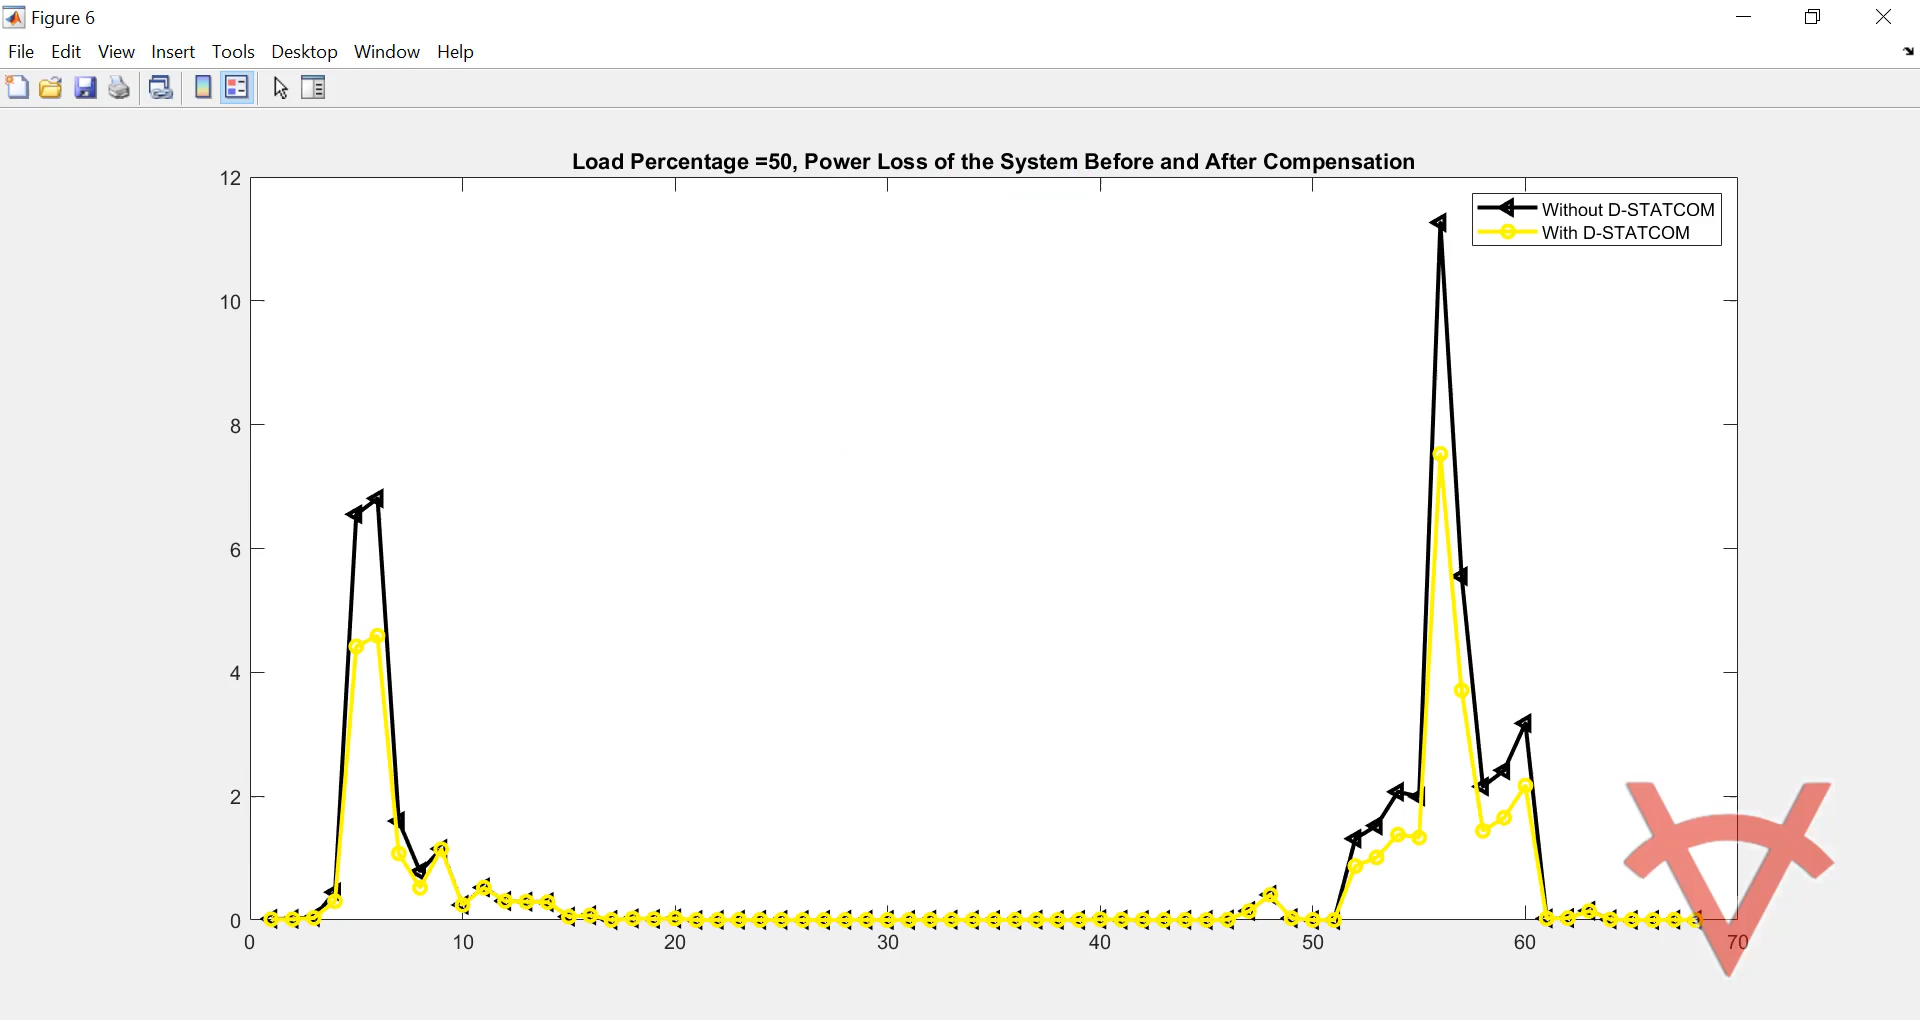 Figure 6
File Edit View Insert Tools Desktop Window Help
Load Percentage =50, Power Loss of the System Before and After Compensation
Without D-STATCOM
With D-STATCOM
12
10
8
6
4
2
0
0 10 20 30 40 50 60 70